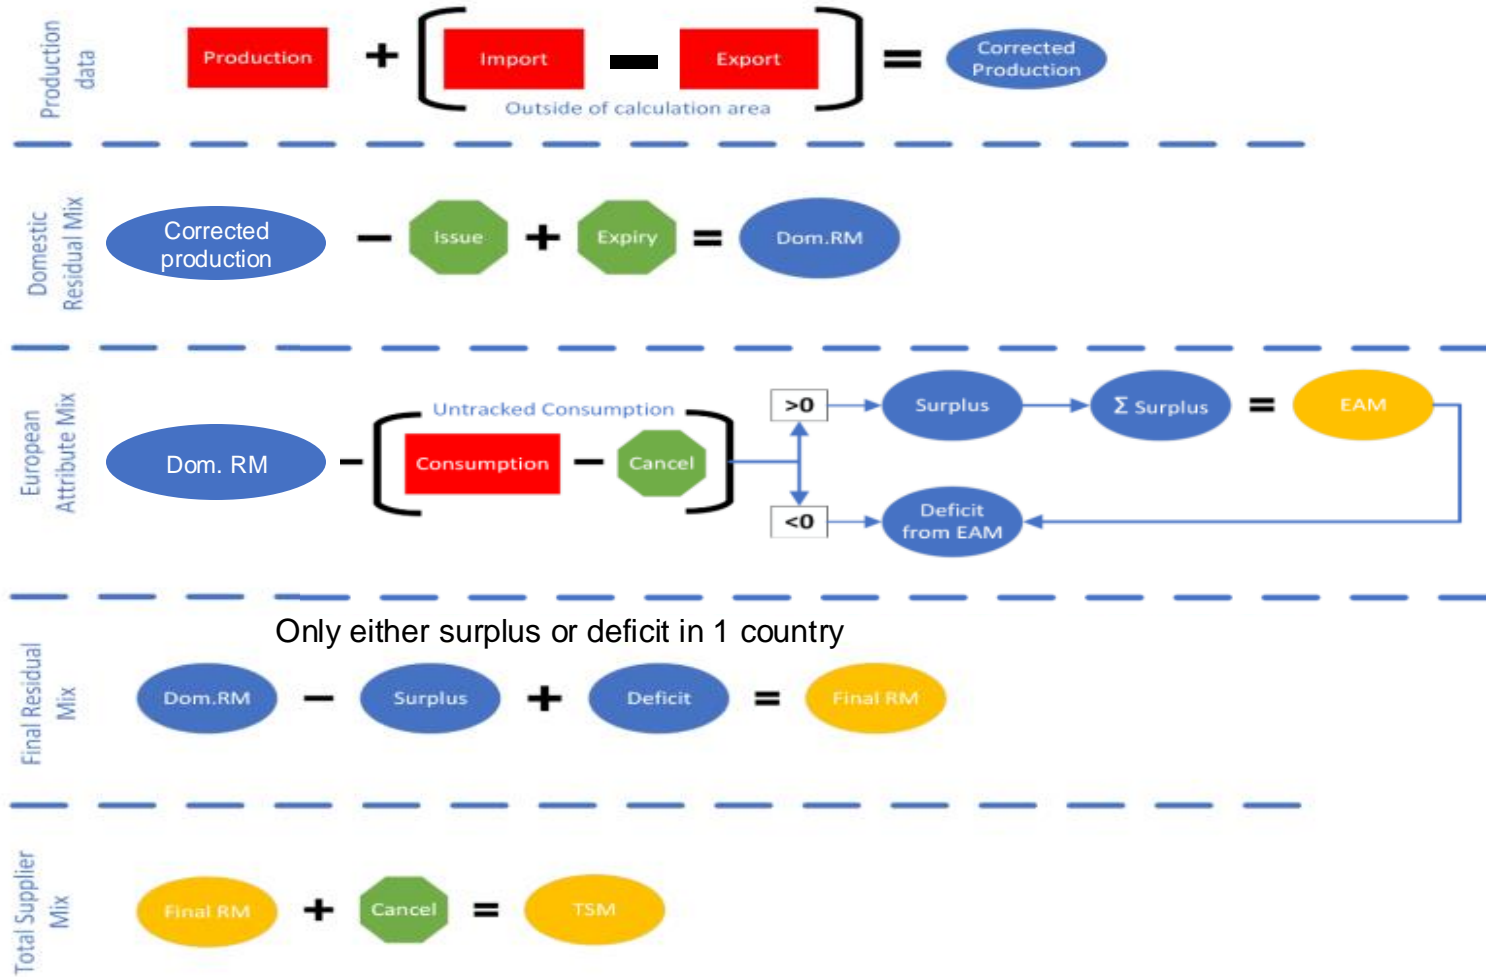 Production
data
Production + ( Import − Export ) = Corrected
Production
Outside of calculation area
Domestic
Residual Mix
Corrected
production
− Issue + Expiry = Dom.RM
European
Attribute Mix
Untracked Consumption
Dom. RM − ( Consumption − Cancel )
>0 Surplus Σ Surplus = EAM
<0 Deficit
from EAM
Only either surplus or deficit in 1 country
Final Residual
Mix
Dom.RM − Surplus + Deficit = Final RM
Total Supplier
Mix
Final RM + Cancel = TSM